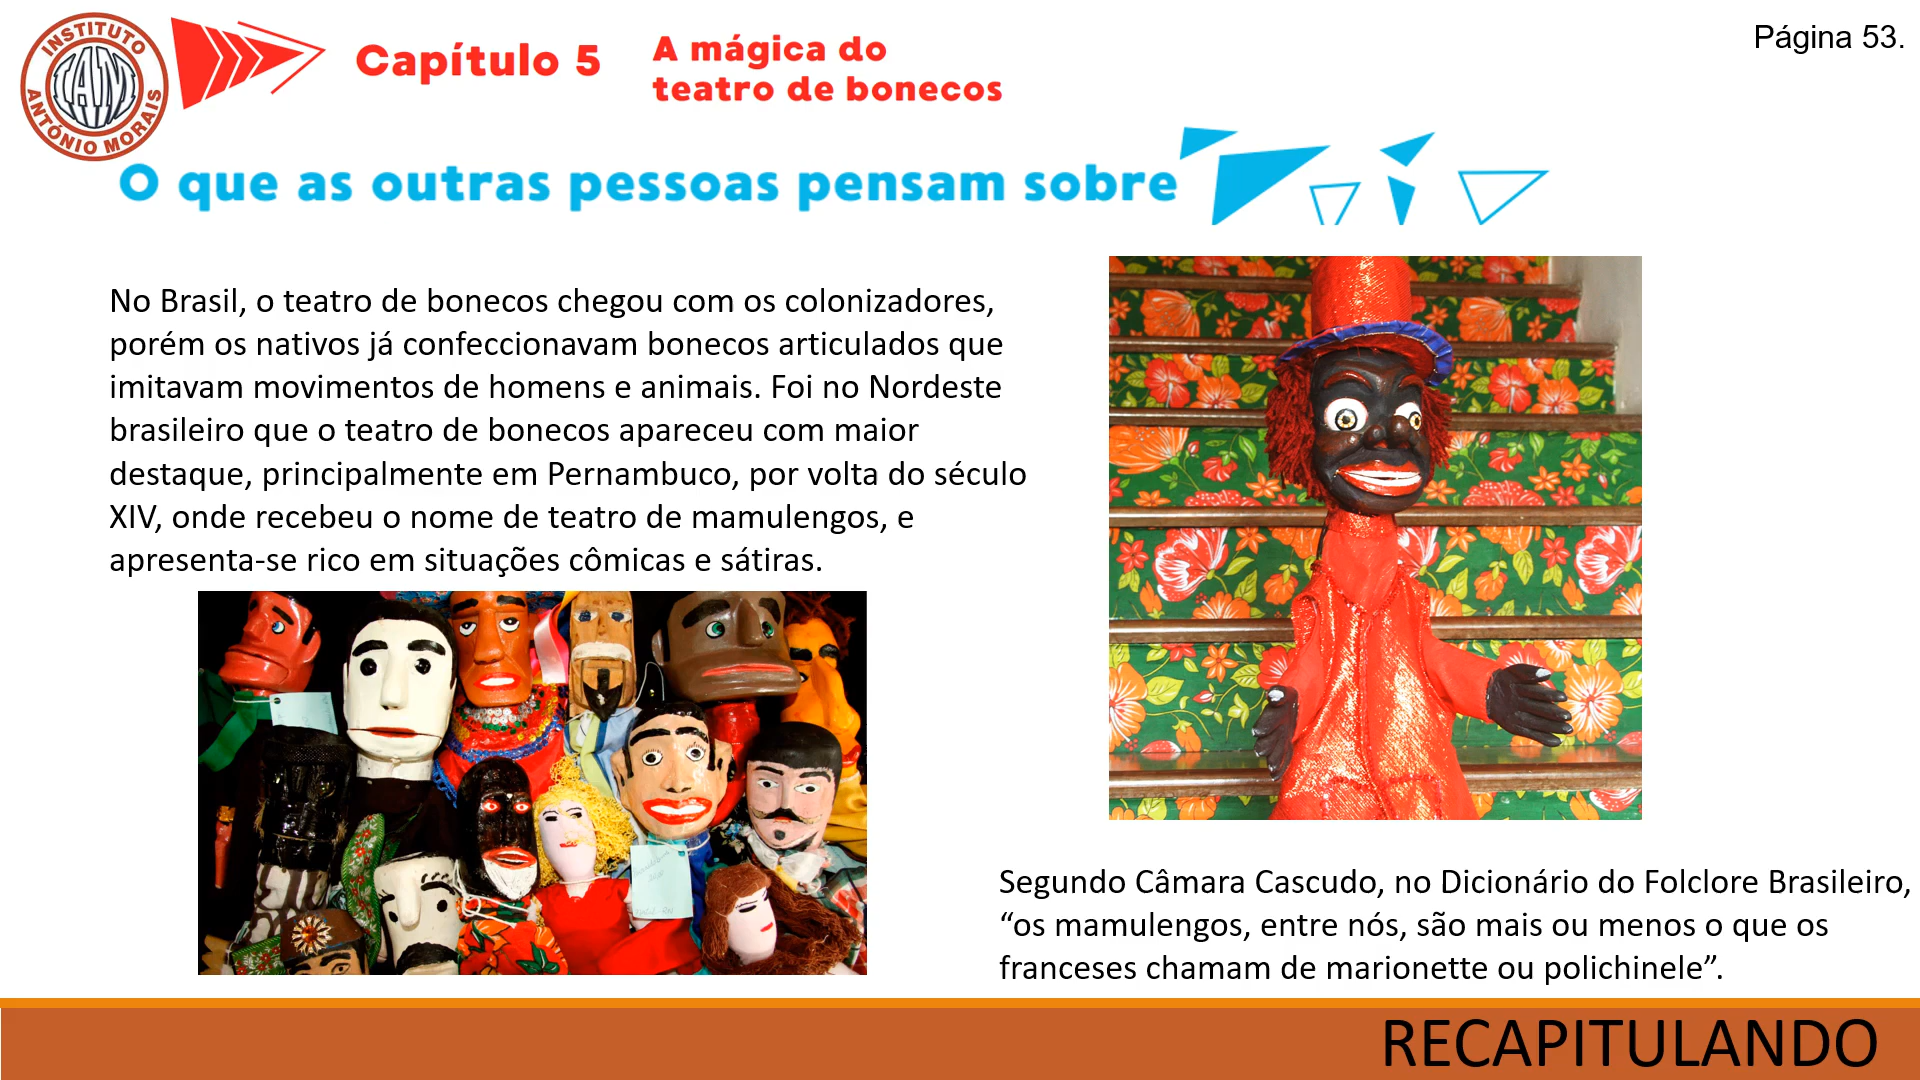 INSTITUTO
IAM
ANTÓNIO MORAIS
Capítulo 5
A mágica do
teatro de bonecos
Página 53.
O que as outras pessoas pensam sobre
No Brasil, o teatro de bonecos chegou com os colonizadores,
porém os nativos já confeccionavam bonecos articulados que
imitavam movimentos de homens e animais. Foi no Nordeste
brasileiro que o teatro de bonecos apareceu com maior
destaque, principalmente em Pernambuco, por volta do século
XIV, onde recebeu o nome de teatro de mamulengos, e
apresenta-se rico em situações cômicas e sátiras.
Segundo Câmara Cascudo, no Dicionário do Folclore Brasileiro,
“os mamulengos, entre nós, são mais ou menos o que os
franceses chamam de marionette ou polichinele”.
RECAPITULANDO